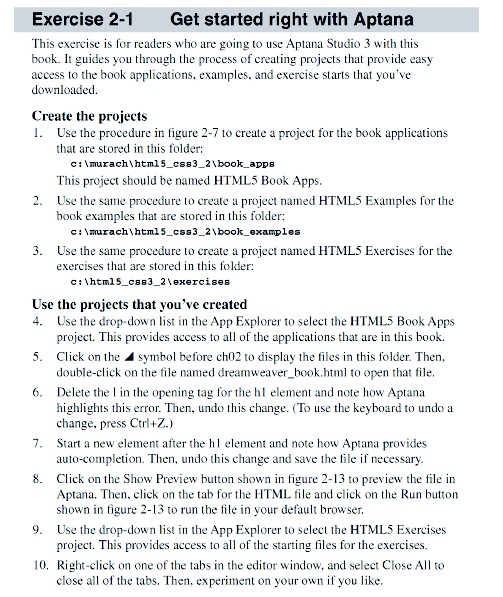 Exercise 2-1 Get started right with Aptana
This exercise is for readers who are going to use Aptana Studio 3 with this
book. It guides you through the process of creating projects that provide easy
access to the book applications, examples, and exercise starts that you've
downloaded.
Create the projects
1. Use the procedure in figure 2-7 to create a project for the book applications
that are stored in this folder:
c:\murach\html5_css3_2\book_apps
This project should be named HTML5 Book Apps.
2. Use the same procedure to create a project named HTML5 Examples for the
book examples that are stored in this folder:
c:\murach\html5_css3_2\book_examples
3. Use the same procedure to create a project named HTML5 Exercises for the
exercises that are stored in this folder:
c:\html5_css3_2\exercises
Use the projects that you've created
4. Use the drop-down list in the App Explorer to select the HTML5 Book Apps
project. This provides access to all of the applications that are in this book.
5. Click on the ◢ symbol before ch02 to display the files in this folder. Then,
double-click on the file named dreamweaver_book.html to open that file.
6. Delete the 1 in the opening tag for the h1 element and note how Aptana
highlights this error. Then, undo this change. (To use the keyboard to undo a
change, press Ctrl+Z.)
7. Start a new element after the h1 element and note how Aptana provides
auto-completion. Then, undo this change and save the file if necessary.
8. Click on the Show Preview button shown in figure 2-13 to preview the file in
Aptana. Then, click on the tab for the HTML file and click on the Run button
shown in figure 2-13 to run the file in your default browser.
9. Use the drop-down list in the App Explorer to select the HTML5 Exercises
project. This provides access to all of the starting files for the exercises.
10. Right-click on one of the tabs in the editor window, and select Close All to
close all of the tabs. Then, experiment on your own if you like.